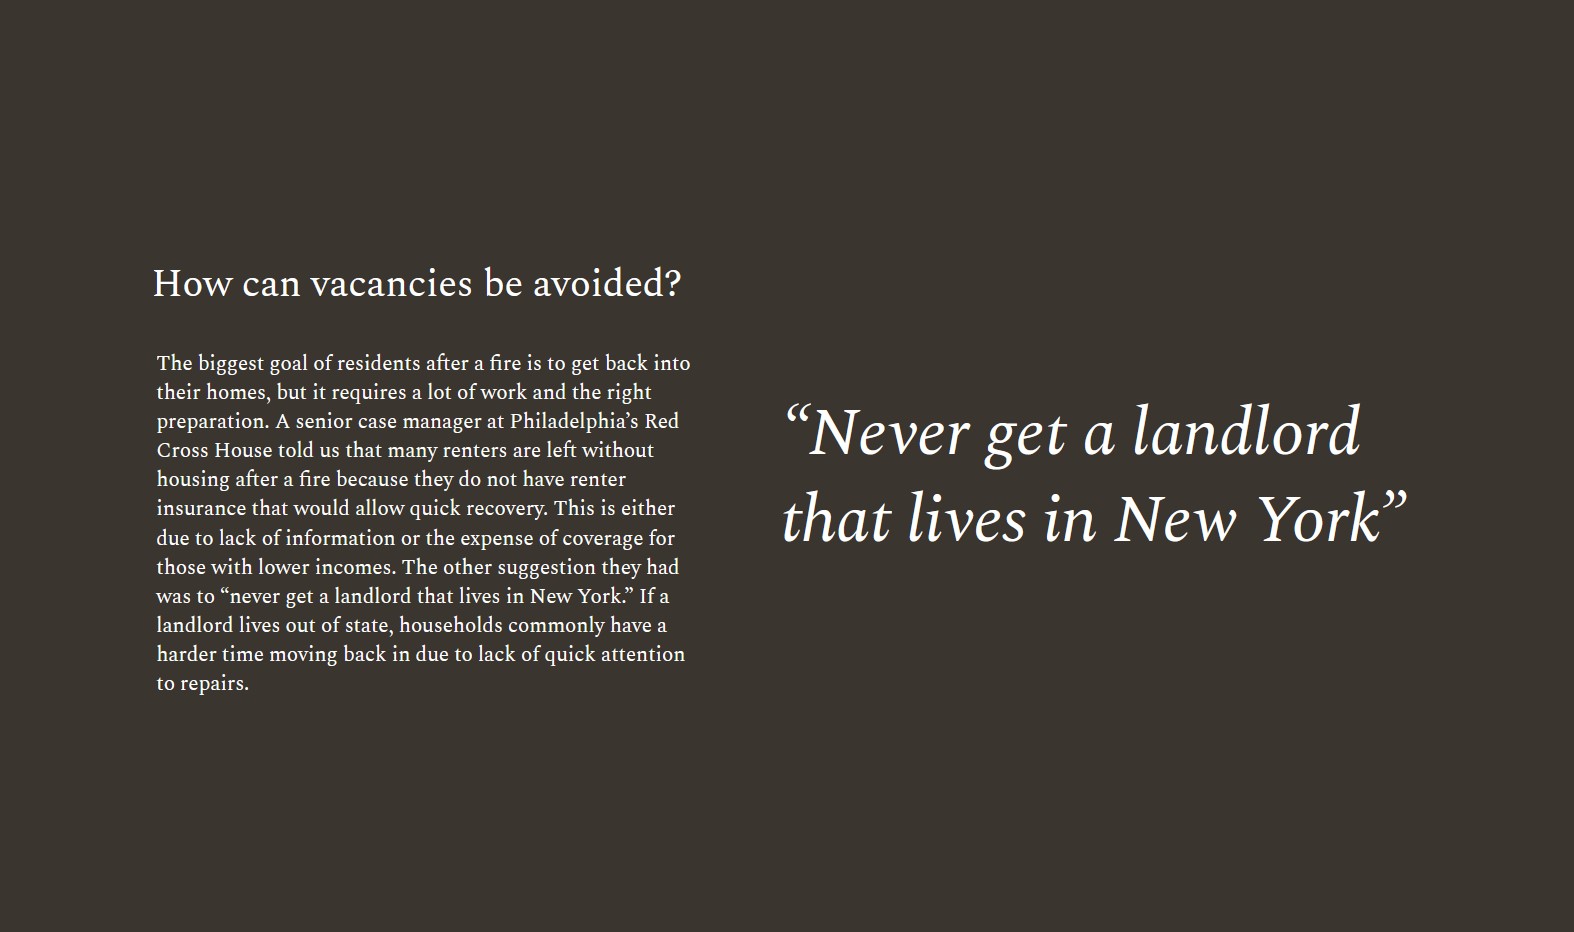 How can vacancies be avoided?
The biggest goal of residents after a fire is to get back into
their homes, but it requires a lot of work and the right
preparation. A senior case manager at Philadelphia’s Red
Cross House told us that many renters are left without
housing after a fire because they do not have renter
insurance that would allow quick recovery. This is either
due to lack of information or the expense of coverage for
those with lower incomes. The other suggestion they had
was to “never get a landlord that lives in New York.” If a
landlord lives out of state, households commonly have a
harder time moving back in due to lack of quick attention
to repairs.
“Never get a landlord
that lives in New York”